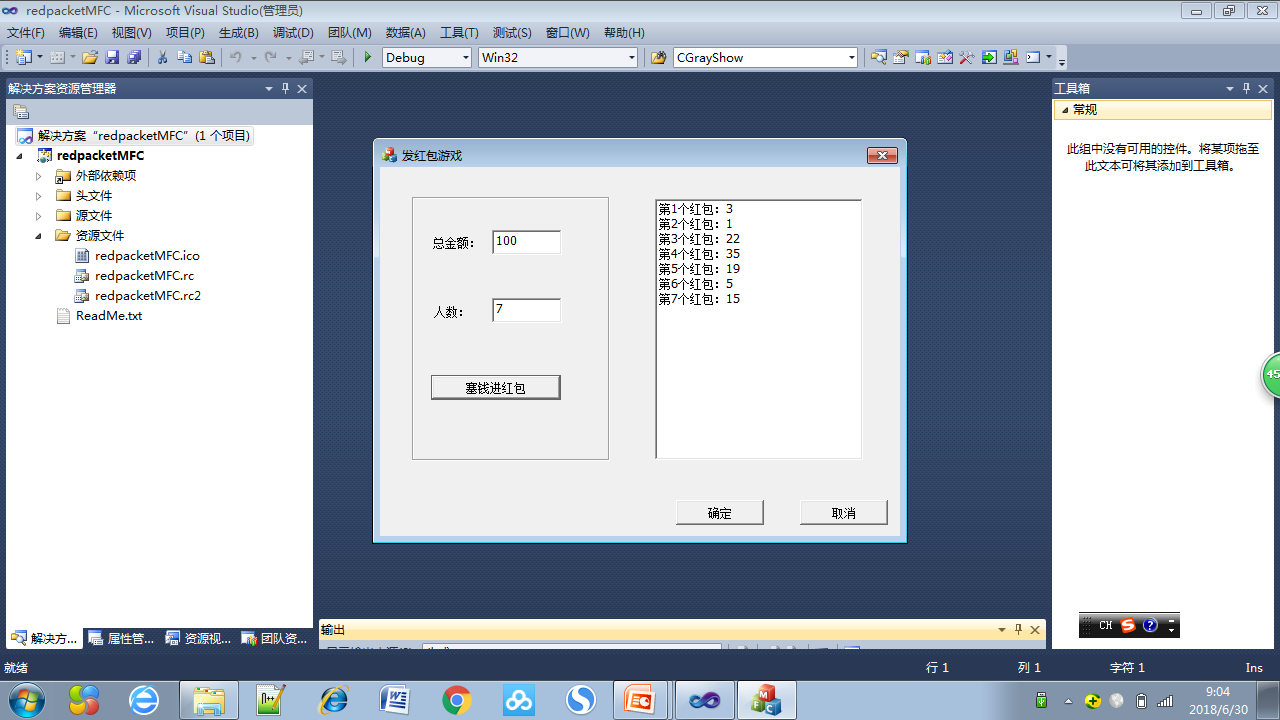 redpacketMFC - Microsoft Visual Studio(管理员)
文件(F) 编辑(E) 视图(V) 项目(P) 生成(B) 调试(D) 团队(M) 数据(A) 工具(T) 测试(S) 窗口(W) 帮助(H)
Debug Win32 CGrayShow
解决方案资源管理器
解决方案“redpacketMFC”(1 个项目)
redpacketMFC
外部依赖项
头文件
源文件
资源文件
redpacketMFC.ico
redpacketMFC.rc
redpacketMFC.rc2
ReadMe.txt
解决方... 属性管... 资源视... 团队资...
发红包游戏
总金额: 100
人数: 7
塞钱进红包
第1个红包: 3
第2个红包: 1
第3个红包: 22
第4个红包: 35
第5个红包: 19
第6个红包: 5
第7个红包: 15
确定 取消
输出
工具箱
常规
此组中没有可用的控件。将某项拖至
此文本可将其添加到工具箱。
45
CH
就绪 行 1 列 1 字符 1 Ins
9:04
2018/6/30